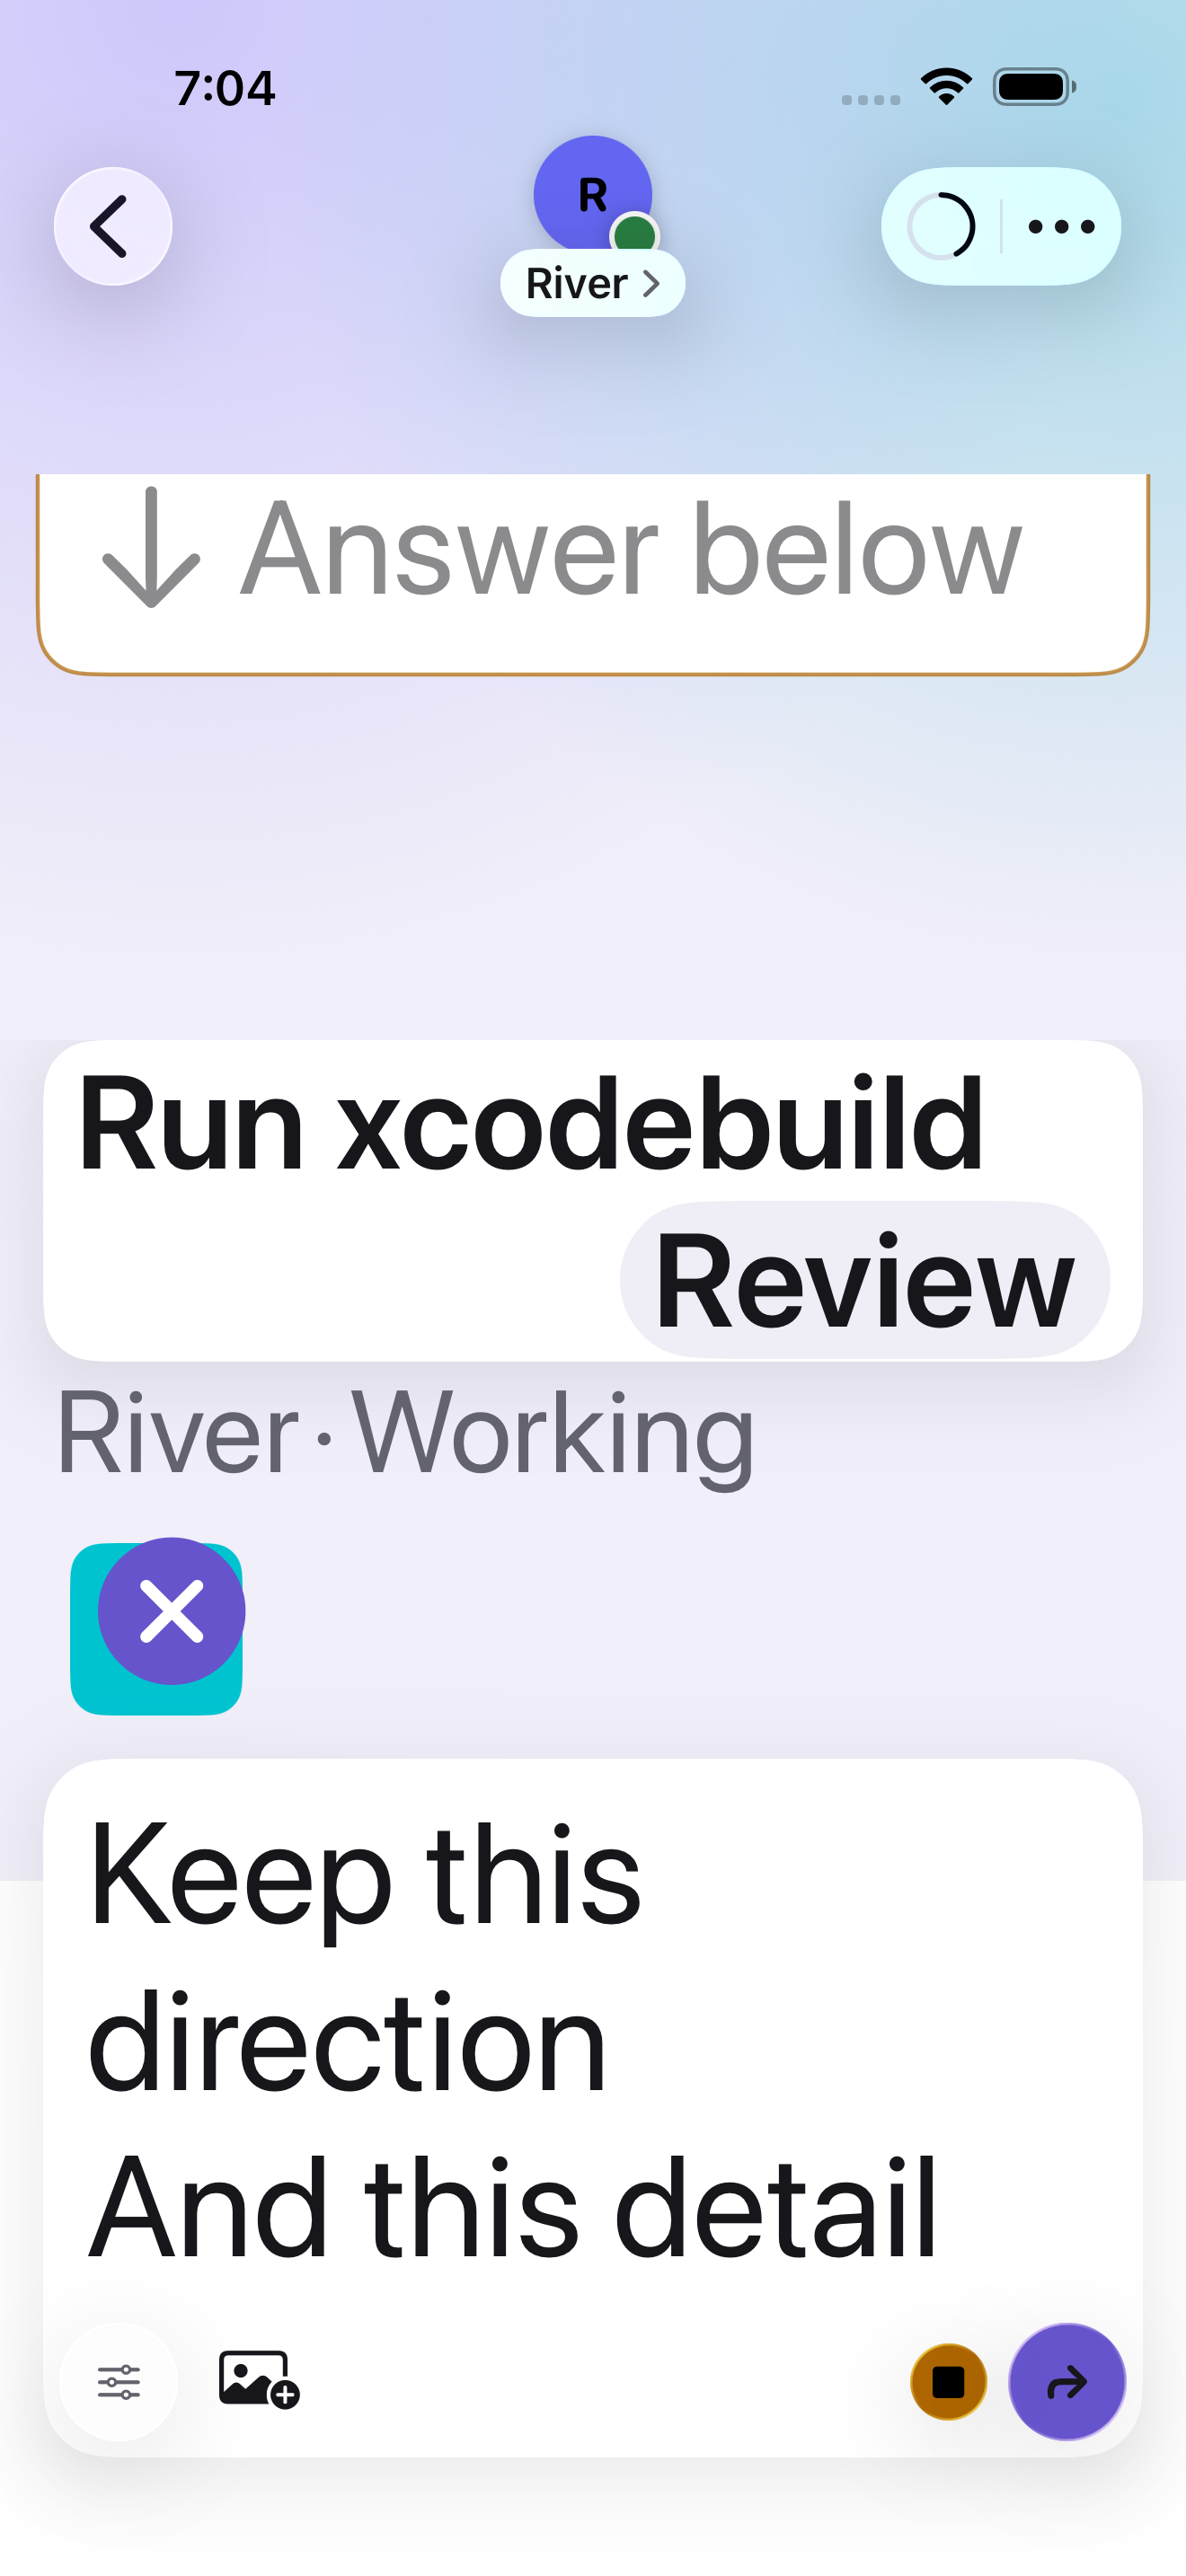 7:04
R
River
Answer below
Run xcodebuild
Review
River · Working
Keep this
direction
And this detail